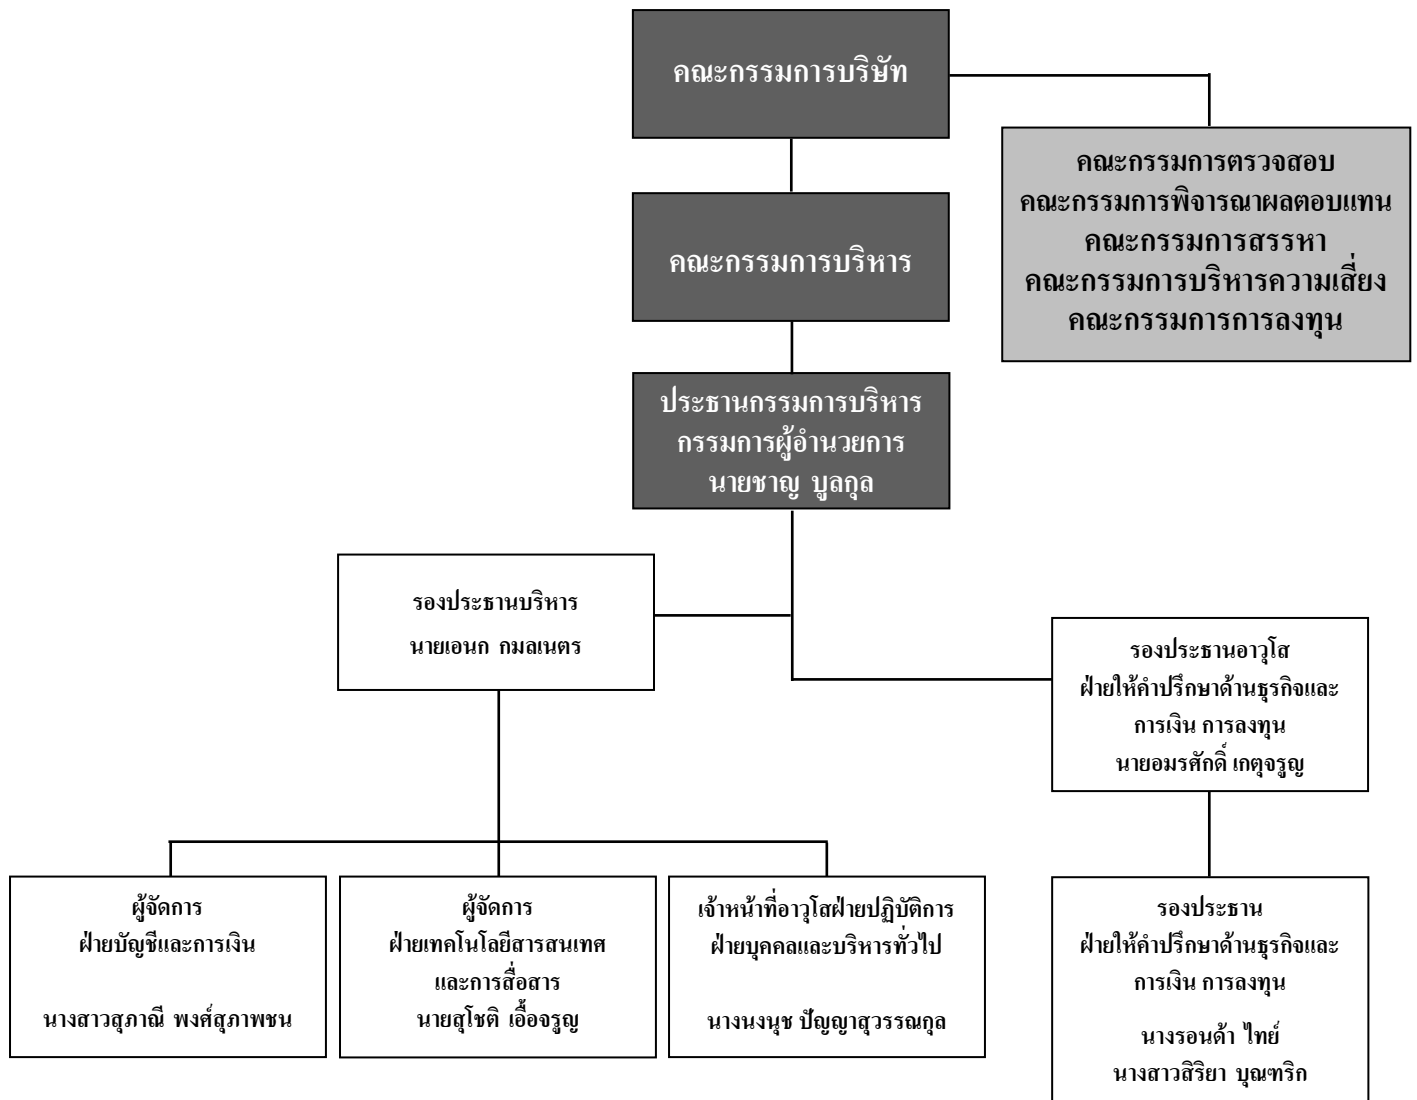 คณะกรรมการบริษัท
คณะกรรมการตรวจสอบ
คณะกรรมการพิจารณาผลตอบแทน
คณะกรรมการสรรหา
คณะกรรมการบริหารความเสี่ยง
คณะกรรมการการลงทุน
คณะกรรมการบริหาร
ประธานกรรมการบริหาร
กรรมการผู้อำนวยการ
นายชาญ บูลกุล
รองประธานบริหาร
นายเอนก กมลเนตร
รองประธานอาวุโส
ฝ่ายให้คำปรึกษาด้านธุรกิจและ
การเงิน การลงทุน
นายอมรศักดิ์ เกตุจรูญ
ผู้จัดการ
ฝ่ายบัญชีและการเงิน
นางสาวสุภาณี พงศ์สุภาพชน
ผู้จัดการ
ฝ่ายเทคโนโลยีสารสนเทศ
และการสื่อสาร
นายสุโชติ เอื้อจรูญ
เจ้าหน้าที่อาวุโสฝ่ายปฏิบัติการ
ฝ่ายบุคคลและบริหารทั่วไป
นางนงนุช ปัญญาสุวรรณกุล
รองประธาน
ฝ่ายให้คำปรึกษาด้านธุรกิจและ
การเงิน การลงทุน
นางรอนด้า ไทย์
นางสาวสิริยา บุณฑริก